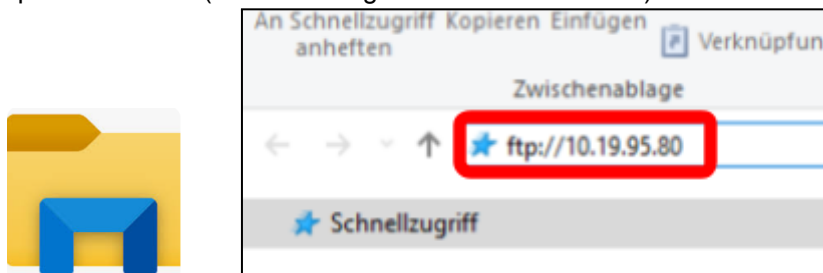 An Schnellzugriff Kopieren Einfügen
anheften
Verknüpfun
Zwischenablage
ftp://10.19.95.80
Schnellzugriff